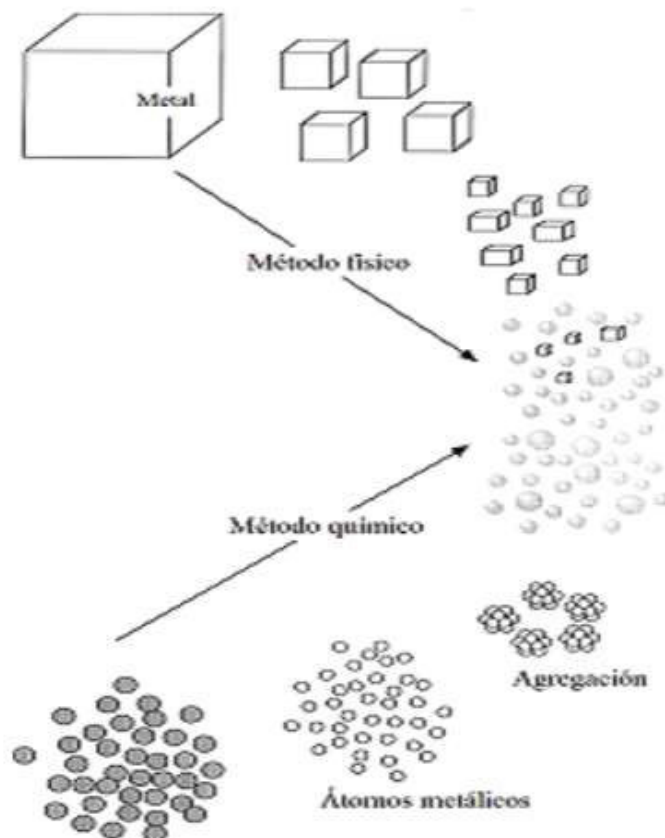 Metal
Método físico
Método químico
Agregación
Átomos metálicos